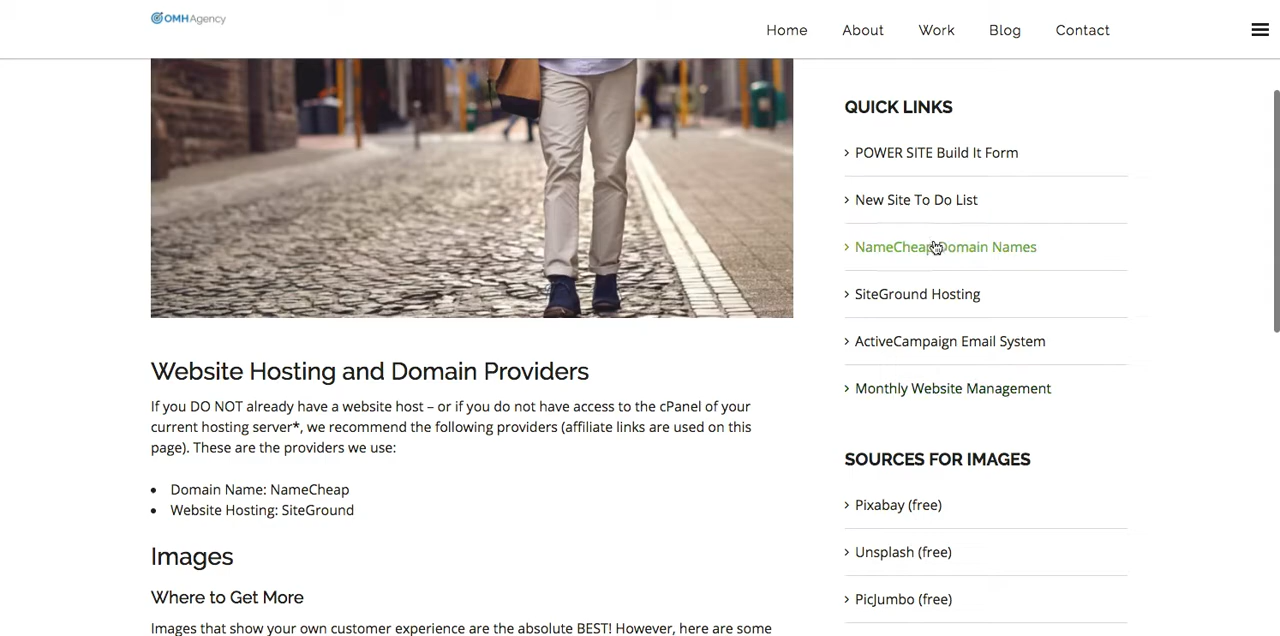 OMHAgency
Home
About
Work
Blog
Contact
Website Hosting and Domain Providers
If you DO NOT already have a website host – or if you do not have access to the cPanel of your
current hosting server*, we recommend the following providers (affiliate links are used on this
page). These are the providers we use:
• Domain Name: NameCheap
• Website Hosting: SiteGround
Images
Where to Get More
Images that show your own customer experience are the absolute BEST! However, here are some
QUICK LINKS
› POWER SITE Build It Form
› New Site To Do List
› NameCheap Domain Names
› SiteGround Hosting
› ActiveCampaign Email System
› Monthly Website Management
SOURCES FOR IMAGES
› Pixabay (free)
› Unsplash (free)
› PicJumbo (free)